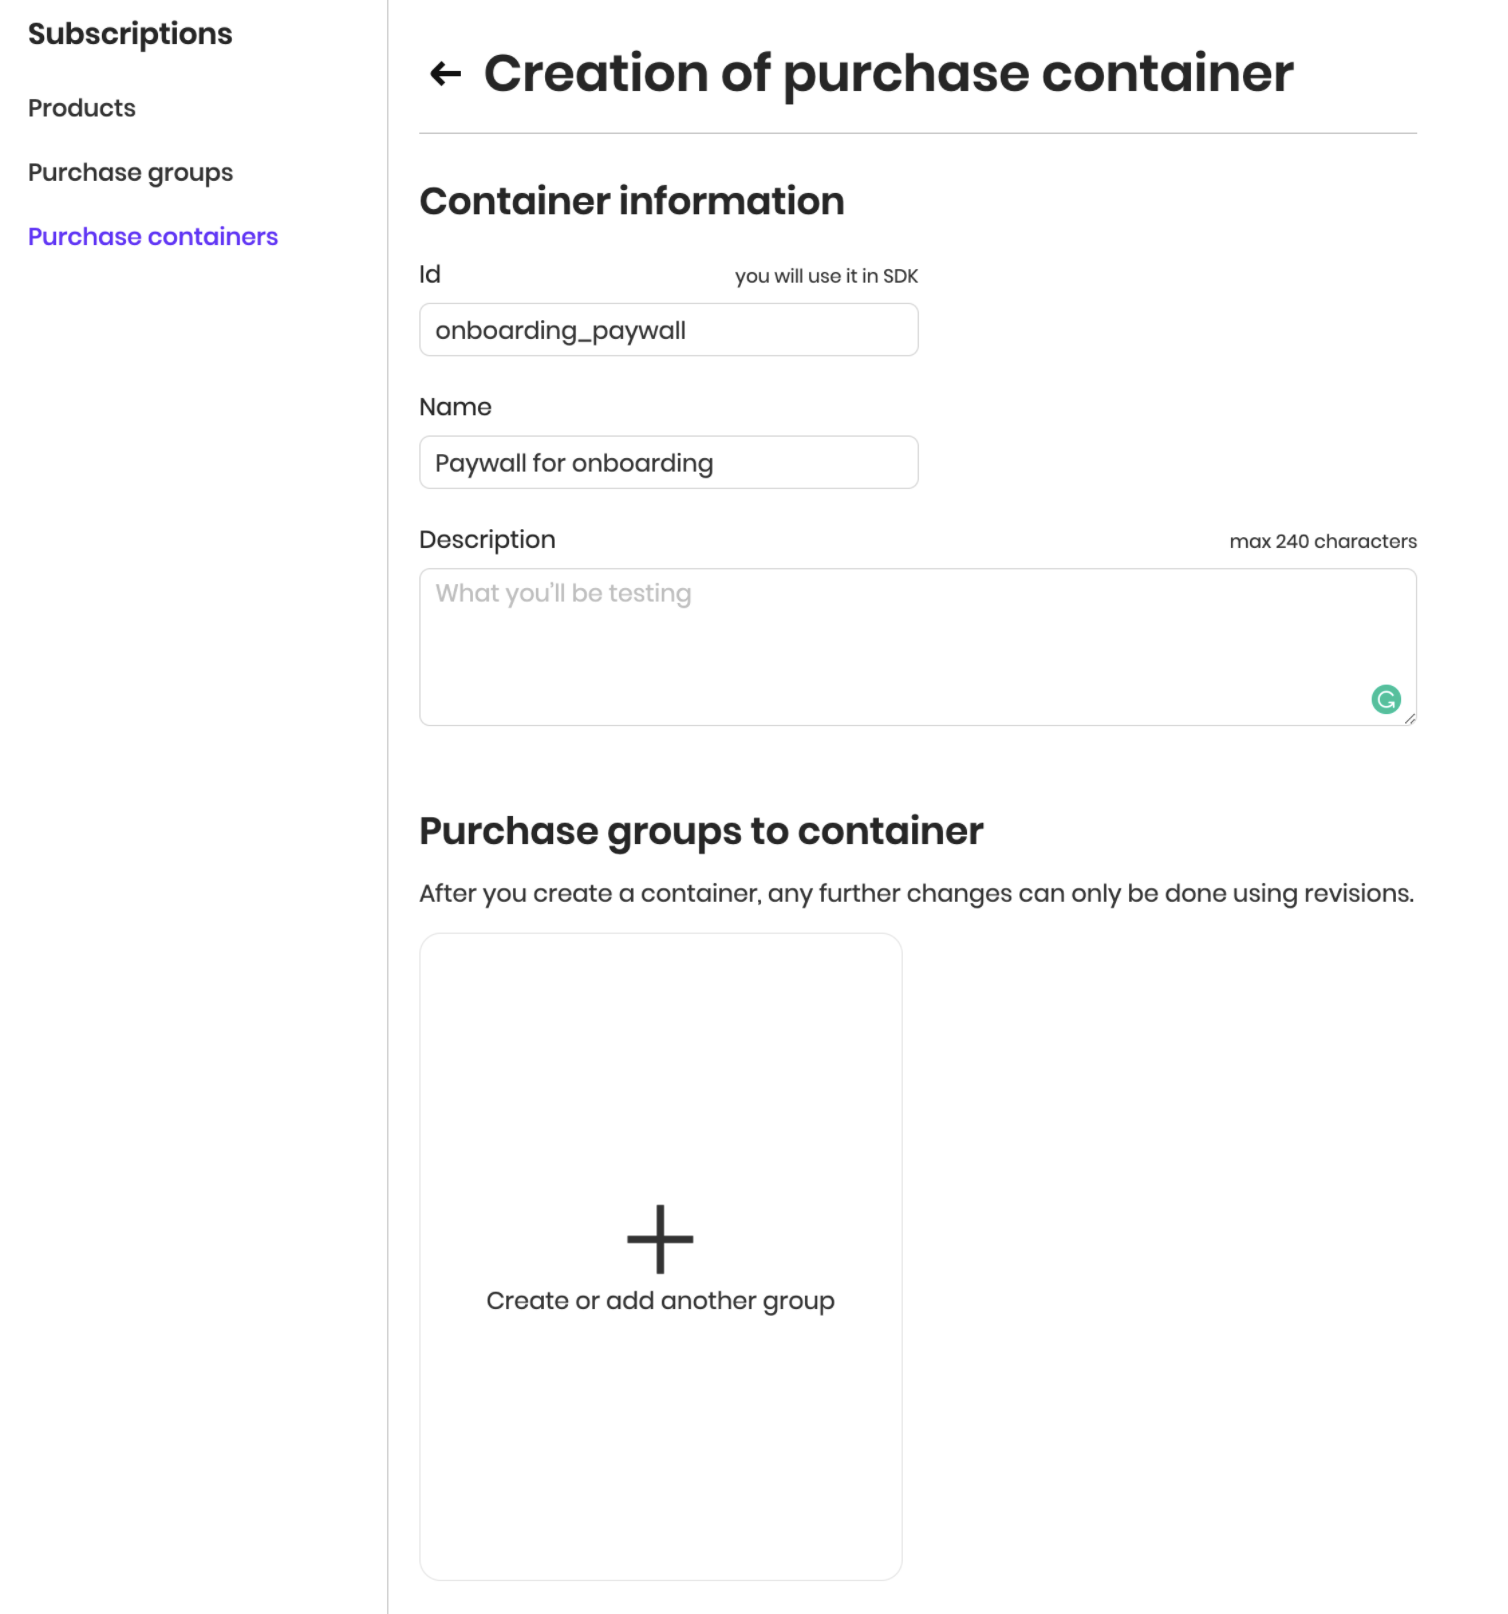 Subscriptions
Products
Purchase groups
Purchase containers
Creation of purchase container
Container information
Id
you will use it in SDK
onboarding_paywall
Name
Paywall for onboarding
Description
max 240 characters
What you'll be testing
Purchase groups to container
After you create a container, any further changes can only be done using revisions.
Create or add another group